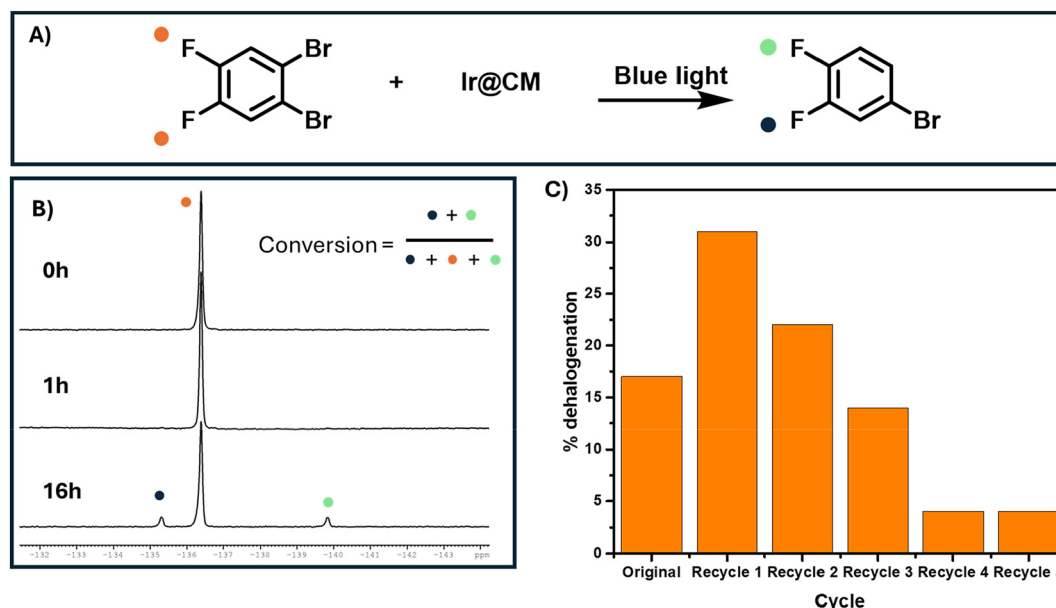 A)
F
F
Br
Br
+
Ir@CM
Blue light
F
F
Br
B)
0h
1h
16h
Conversion =
+
+ +
-132 -133 -134 -135 -136 -137 -138 -139 -140 -141 -142 -143 ppm
C)
% dehalogenation
35
30
25
20
15
10
5
0
Original Recycle 1 Recycle 2 Recycle 3 Recycle 4 Recycle
Cycle